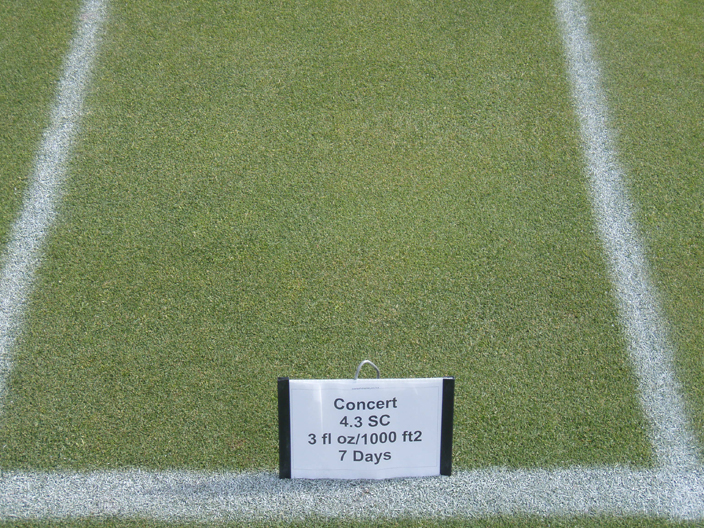 Concert
4.3 SC
3 fl oz/1000 ft2
7 Days